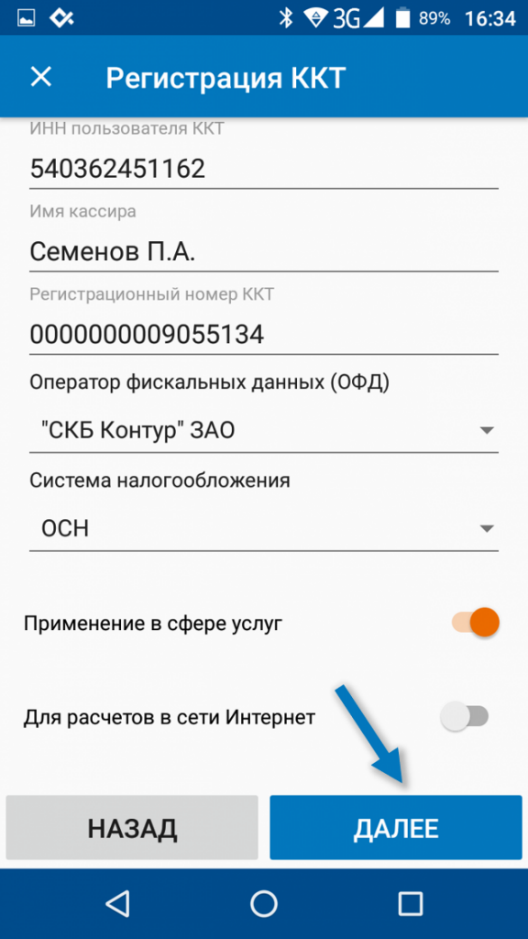 3G 89% 16:34
Регистрация ККТ
ИНН пользователя ККТ
540362451162
Имя кассира
Семенов П.А.
Регистрационный номер ККТ
0000000009055134
Оператор фискальных данных (ОФД)
"СКБ Контур" ЗАО
Система налогообложения
ОСН
Применение в сфере услуг
Для расчетов в сети Интернет
НАЗАД ДАЛЕЕ